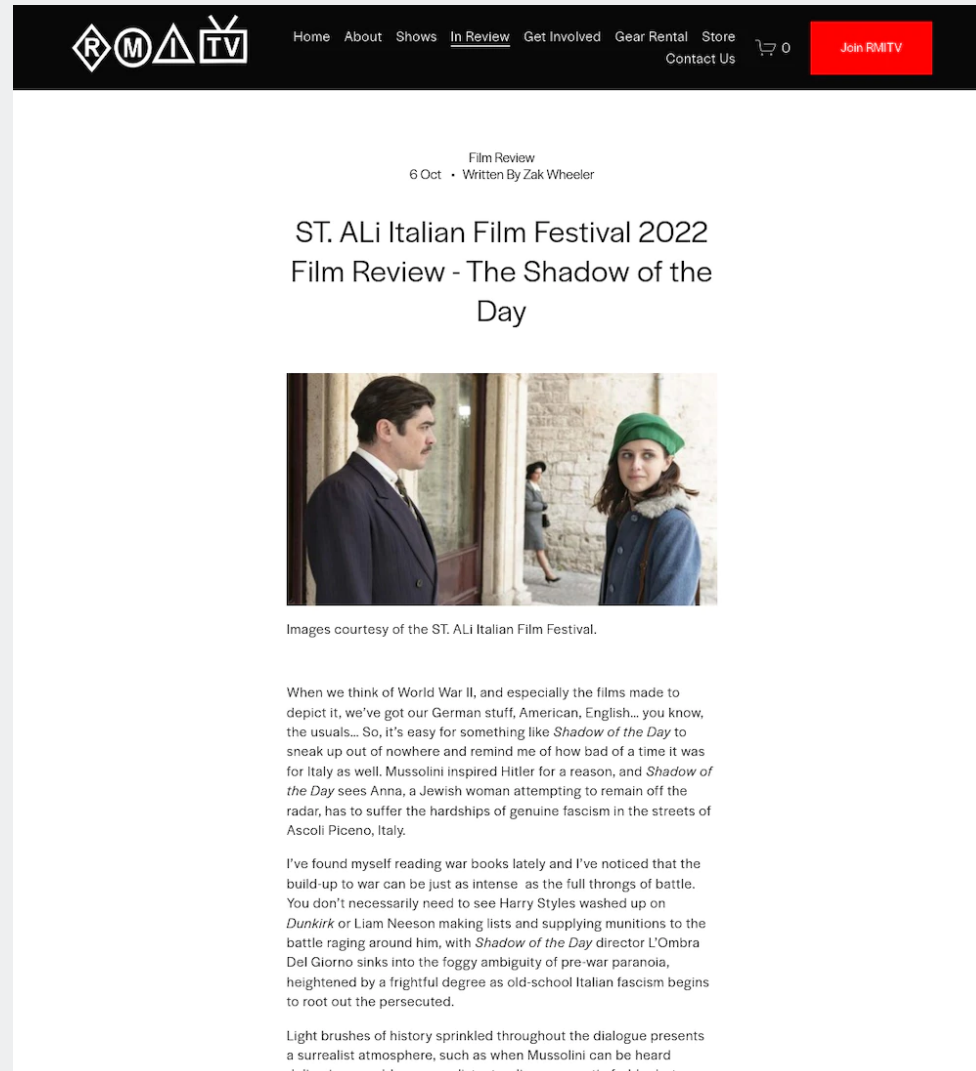 RMITV
Home About Shows In Review Get Involved Gear Rental Store
Contact Us
0
Join RMITV
Film Review
6 Oct • Written By Zak Wheeler
ST. ALi Italian Film Festival 2022
Film Review - The Shadow of the
Day
Images courtesy of the ST. ALi Italian Film Festival.
When we think of World War II, and especially the films made to
depict it, we’ve got our German stuff, American, English... you know,
the usuals... So, it’s easy for something like Shadow of the Day to
sneak up out of nowhere and remind me of how bad of a time it was
for Italy as well. Mussolini inspired Hitler for a reason, and Shadow of
the Day sees Anna, a Jewish woman attempting to remain off the
radar, has to suffer the hardships of genuine fascism in the streets of
Ascoli Piceno, Italy.
I’ve found myself reading war books lately and I’ve noticed that the
build-up to war can be just as intense as the full throngs of battle.
You don’t necessarily need to see Harry Styles washed up on
Dunkirk or Liam Neeson making lists and supplying munitions to the
battle raging around him, with Shadow of the Day director L’Ombra
Del Giorno sinks into the foggy ambiguity of pre-war paranoia,
heightened by a frightful degree as old-school Italian fascism begins
to root out the persecuted.
Light brushes of history sprinkled throughout the dialogue presents
a surrealist atmosphere, such as when Mussolini can be heard